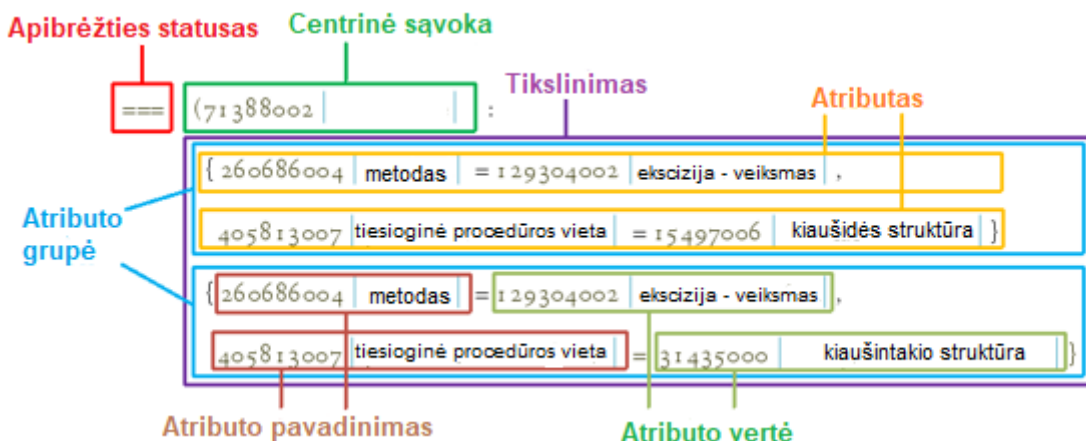 Apibrėžties statusas
Centrinė sąvoka
=== (71388002 | | :
Tikslinimas
Atributas
{ 260686004 | metodas | = 129304002 | ekscizija - veiksmas | ,
405813007 | tiesioginė procedūros vieta | = 15497006 | kiaušidės struktūra | }
Atributo
grupė
{ 260686004 | metodas | = 129304002 | ekscizija - veiksmas | ,
405813007 | tiesioginė procedūros vieta | = 31435000 | kiaušintakio struktūra | }
Atributo pavadinimas
Atributo vertė